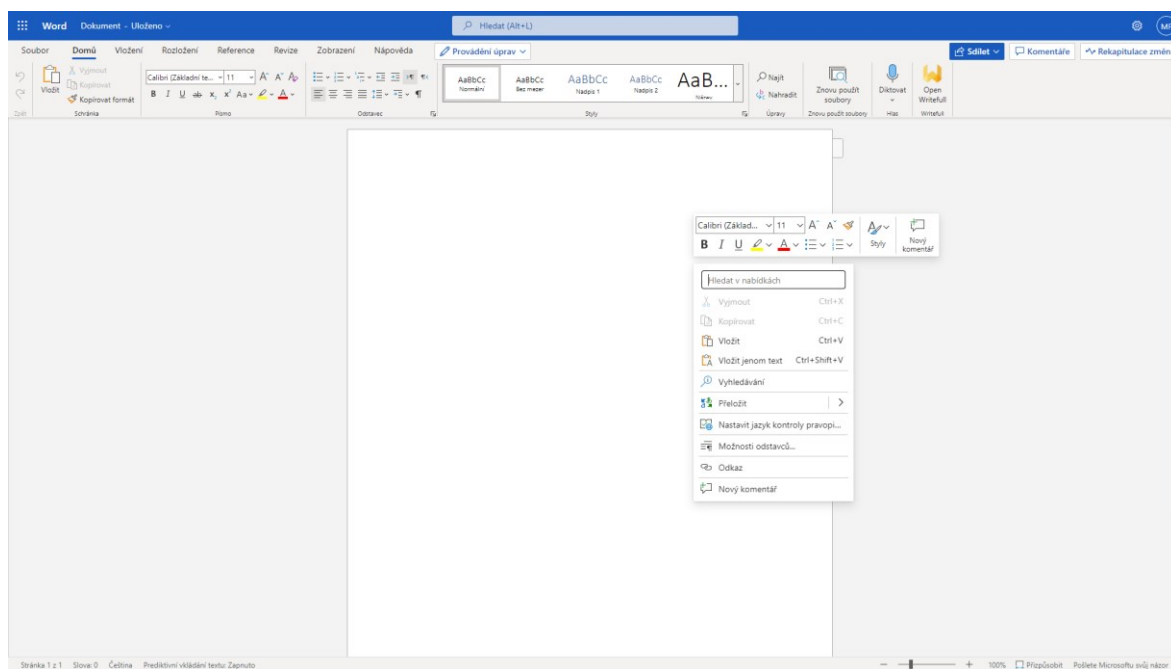 Word Dokument - Uloženo
Hledat (Alt+L)
Soubor Domů Vložení Rozložení Reference Revize Zobrazení Nápověda Provádění úprav Sdílet Komentáře Rekapitulace změn
Vložit
Vyjmout
Kopírovat
Kopírovat formát
Calibri (Základní te... 11
AaBbCc
Normální
AaBbCc
Bez mezer
AaBbCc
Nadpis 1
AaBbCc
Nadpis 2
AaB...
Název
Najít
Nahradit
Znovu použít
soubory
Diktovat
Open
Writefull
Zpět Schránka Písmo Odstavec Styly Úpravy Znovu použít soubory Hlas Writefull
Calibri (Základ... 11
B I U A
Styly
Nový
komentář
Hledat v nabídkách
Vyjmout Ctrl+X
Kopírovat Ctrl+C
Vložit Ctrl+V
Vložit jenom text Ctrl+Shift+V
Vyhledávání
Přeložit
Nastavit jazyk kontroly pravopi...
Možnosti odstavců...
Odkaz
Nový komentář
Stránka 1 z 1 Slova: 0 Čeština Prediktivní vkládání textu: Zapnuto 100% Přizpůsobit Pošlete Microsoftu svůj názor